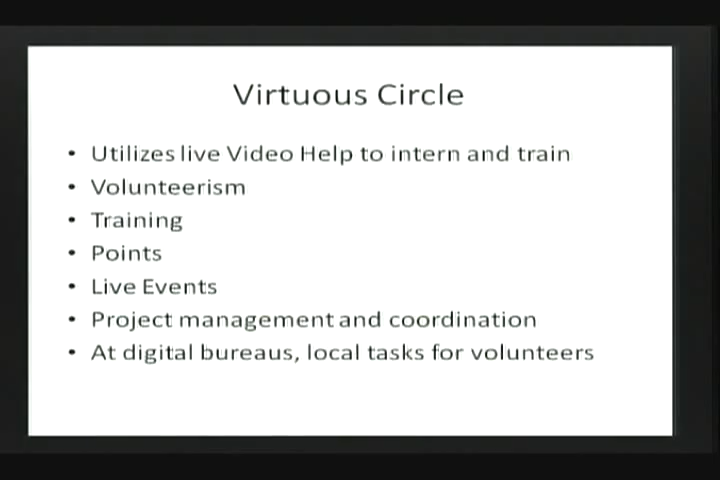 Virtuous Circle
• Utilizes live Video Help to intern and train
• Volunteerism
• Training
• Points
• Live Events
• Project management and coordination
• At digital bureaus, local tasks for volunteers